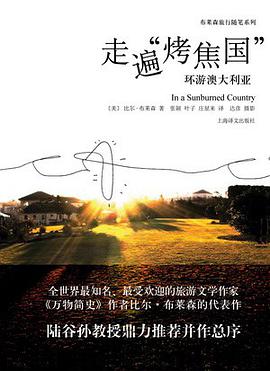 布莱森旅行随笔系列
走遍“烤焦国”
环游澳大利亚
In a Sunburned Country
[美] 比尔·布莱森 著 张颖 叶子 庄星来 译 达彦 摄影
上海译文出版社
全世界最知名、最受欢迎的旅游文学作家
《万物简史》作者比尔·布莱森的代表作
陆谷孙教授鼎力推荐并作总序